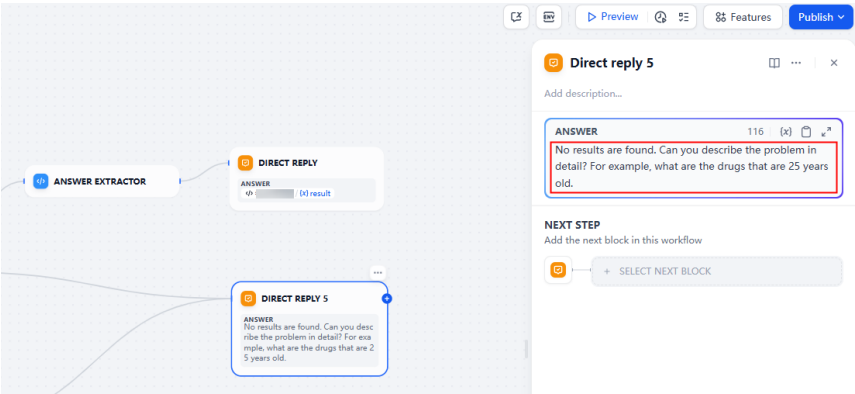 ENV
Preview
Features
Publish
Direct reply 5
Add description...
ANSWER
116
{x}
No results are found. Can you describe the problem in
detail? For example, what are the drugs that are 25 years
old.
NEXT STEP
Add the next block in this workflow
+ SELECT NEXT BLOCK
ANSWER EXTRACTOR
DIRECT REPLY
ANSWER
{x} result
DIRECT REPLY 5
ANSWER
No results are found. Can you desc
ribe the problem in detail? For exa
mple, what are the drugs that are 2
5 years old.